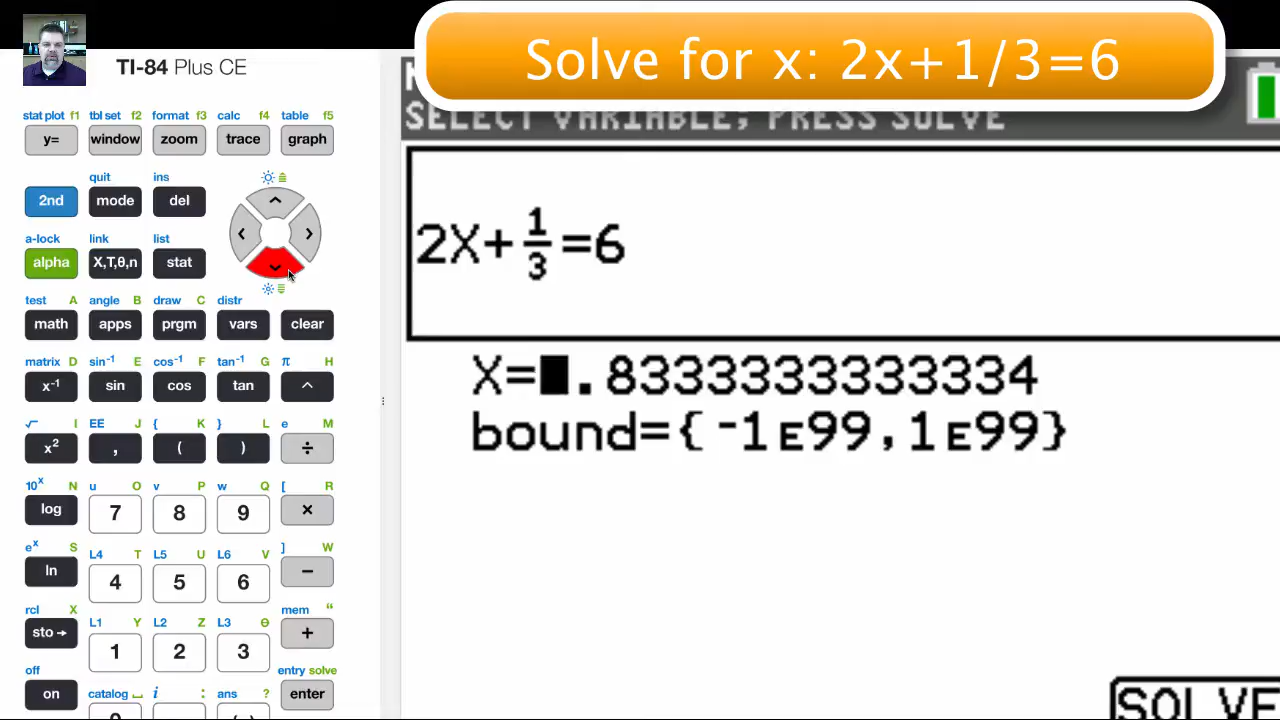 Solve for x: 2x+1/3=6
TI-84 Plus CE
SELECT VARIABLE; PRESS SOLVE
2X+1/3=6
X=█.8333333333334
bound={-1E99,1E99}
SOLVE
stat plot f1 tbl set f2 format f3 calc f4 table f5
y= window zoom trace graph
quit ins
2nd mode del
a-lock link list
alpha X,T,θ,n stat
test A angle B draw C distr
math apps prgm vars clear
matrix D sin⁻¹ E cos⁻¹ F tan⁻¹ G π H
x⁻¹ sin cos tan ^
√ I EE J { K } L e M
x² , ( ) ÷
10ˣ N u O v P w Q [ R
log 7 8 9 ×
eˣ S L4 T L5 U L6 V ] W
ln 4 5 6 −
rcl X L1 Y L2 Z L3 θ mem “
sto→ 1 2 3 +
off catalog i : ans ? entry solve
on enter